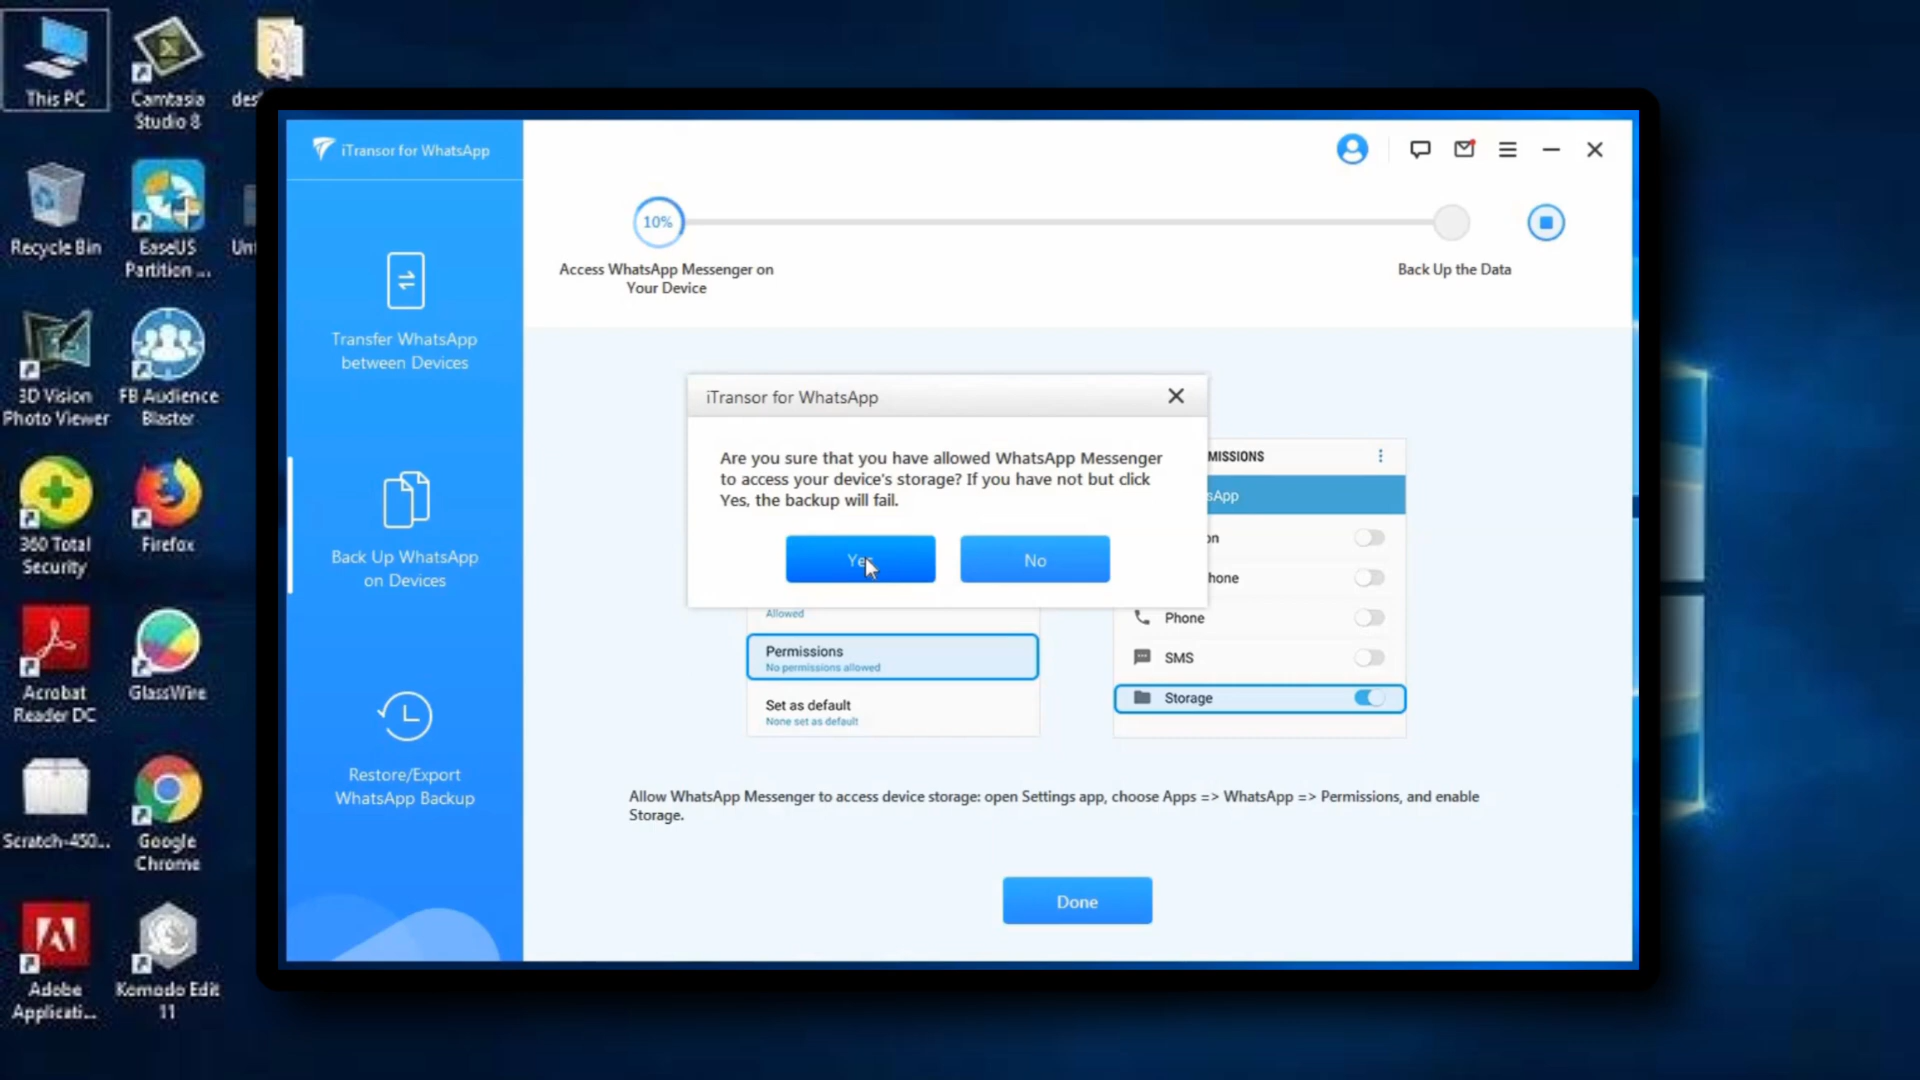 This PC
Camtasia
Studio 8
Recycle Bin
EaseUS
Partition ...
3D Vision
Photo Viewer
FB Audience
Blaster
360 Total
Security
Firefox
Acrobat
Reader DC
GlassWire
Scratch-450...
Google
Chrome
Adobe
Applicati...
Komodo Edit
11
iTransor for WhatsApp
Transfer WhatsApp
between Devices
Back Up WhatsApp
on Devices
Restore/Export
WhatsApp Backup
10%
Access WhatsApp Messenger on
Your Device
Back Up the Data
iTransor for WhatsApp
Are you sure that you have allowed WhatsApp Messenger
to access your device's storage? If you have not but click
Yes, the backup will fail.
Yes
No
Allowed
Permissions
No permissions allowed
Set as default
None set as default
MISSIONS
sApp
on
hone
Phone
SMS
Storage
Allow WhatsApp Messenger to access device storage: open Settings app, choose Apps => WhatsApp => Permissions, and enable
Storage.
Done